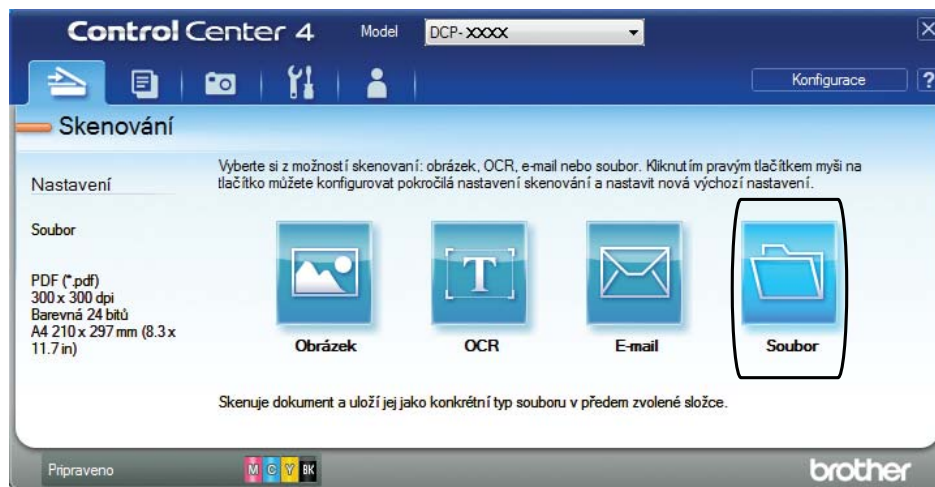 Control Center 4
Model
DCP- XXXX
Konfigurace
?
Skenování
Nastavení
Vyberte si z možností skenovaní: obrázek, OCR, e-mail nebo soubor. Kliknutím pravým tlačítkem myši na
tlačítko můžete konfigurovat pokročilá nastavení skenování a nastavit nová výchozí nastavení.
Soubor
PDF (*.pdf)
300 x 300 dpi
Barevná 24 bitů
A4 210 x 297 mm (8.3 x
11.7 in)
T
Obrázek
OCR
E-mail
Soubor
Skenuje dokument a uloží jej jako konkrétní typ souboru v předem zvolené složce.
Pripraveno
M C Y BK
brother